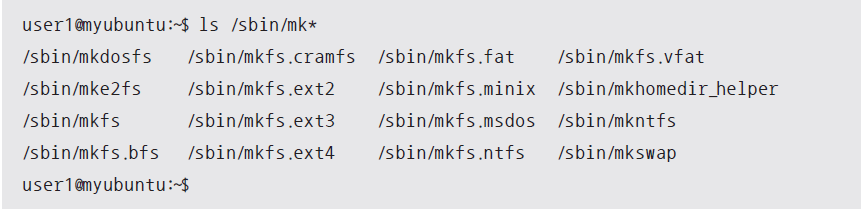 user1@myubuntu:~$ ls /sbin/mk*
/sbin/mkdosfs /sbin/mkfs.cramfs /sbin/mkfs.fat /sbin/mkfs.vfat
/sbin/mke2fs /sbin/mkfs.ext2 /sbin/mkfs.minix /sbin/mkhomedir_helper
/sbin/mkfs /sbin/mkfs.ext3 /sbin/mkfs.msdos /sbin/mkntfs
/sbin/mkfs.bfs /sbin/mkfs.ext4 /sbin/mkfs.ntfs /sbin/mkswap
user1@myubuntu:~$